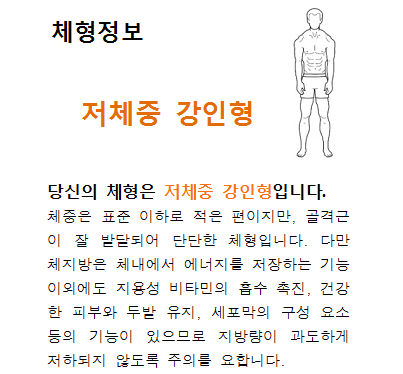 체형정보
저체중 강인형
당신의 체형은 저체중 강인형입니다.
체중은 표준 이하로 적은 편이지만, 골격근
이 잘 발달되어 단단한 체형입니다. 다만
체지방은 체내에서 에너지를 저장하는 기능
이외에도 지용성 비타민의 흡수 촉진, 건강
한 피부와 두발 유지, 세포막의 구성 요소
등의 기능이 있으므로 지방량이 과도하게
저하되지 않도록 주의를 요합니다.